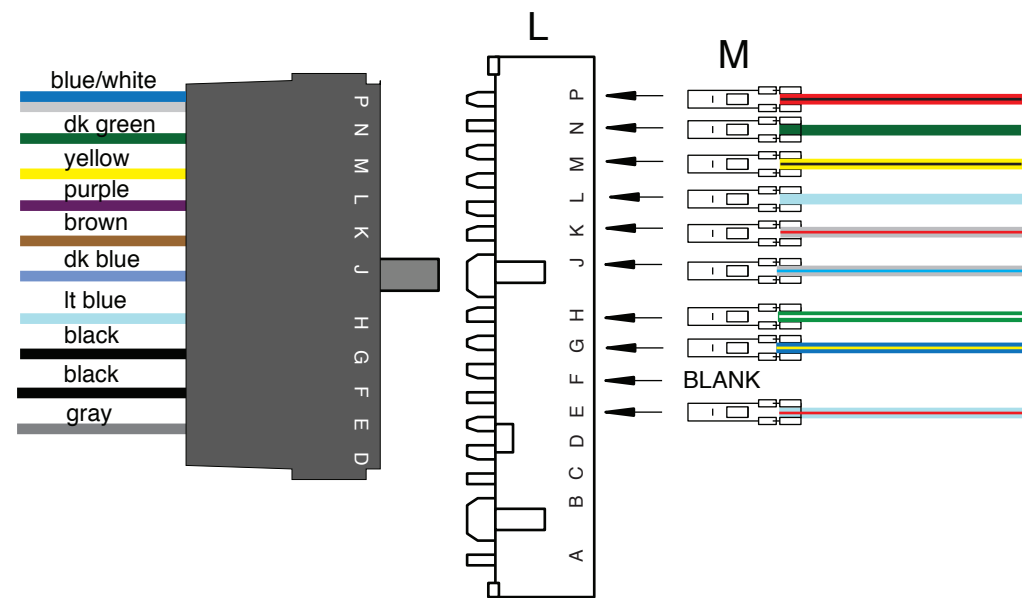 L
M
blue/white
dk green
yellow
purple
brown
dk blue
lt blue
black
black
gray
P
N
M
L
K
J
H
G
F
E
D
P
N
M
L
K
J
H
G
F
E
D
C
B
A
BLANK